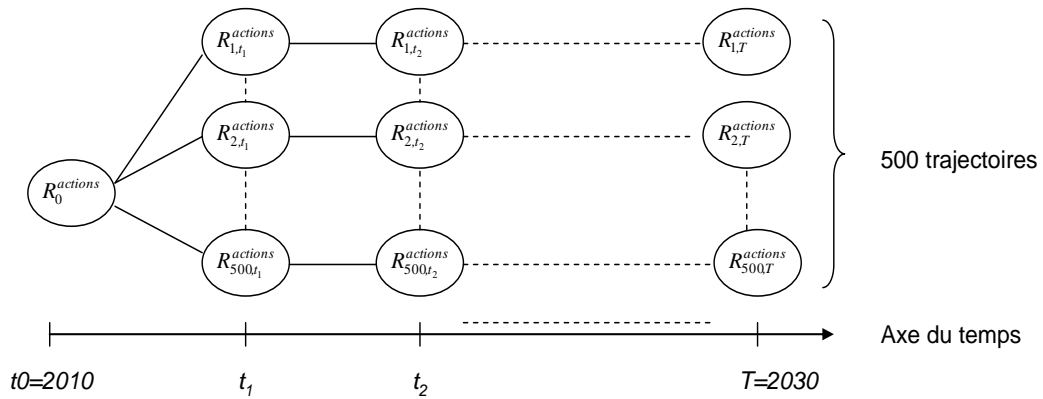 R_{1,t_1}^{actions} R_{1,t_2}^{actions} R_{1,T}^{actions}
R_{2,t_1}^{actions} R_{2,t_2}^{actions} R_{2,T}^{actions}
R_0^{actions}
500 trajectoires
R_{500,t_1}^{actions} R_{500,t_2}^{actions} R_{500,T}^{actions}
Axe du temps
t0=2010 t_1 t_2 T=2030